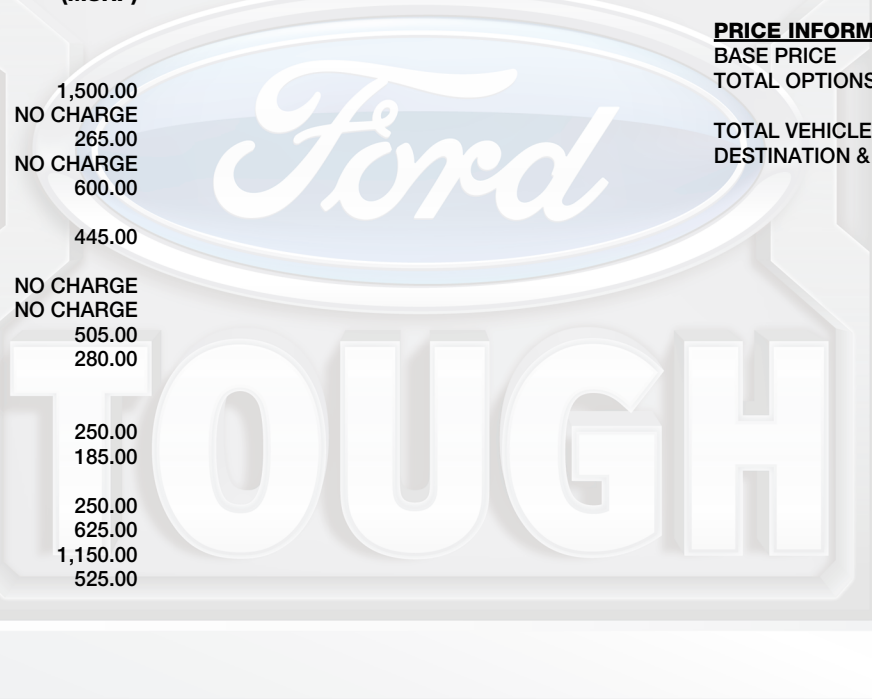 1,500.00
NO CHARGE
265.00
NO CHARGE
600.00
445.00
NO CHARGE
NO CHARGE
505.00
280.00
250.00
185.00
250.00
625.00
1,150.00
525.00
PRICE INFORM
BASE PRICE
TOTAL OPTIONS
TOTAL VEHICLE
DESTINATION &
Ford
TOUGH